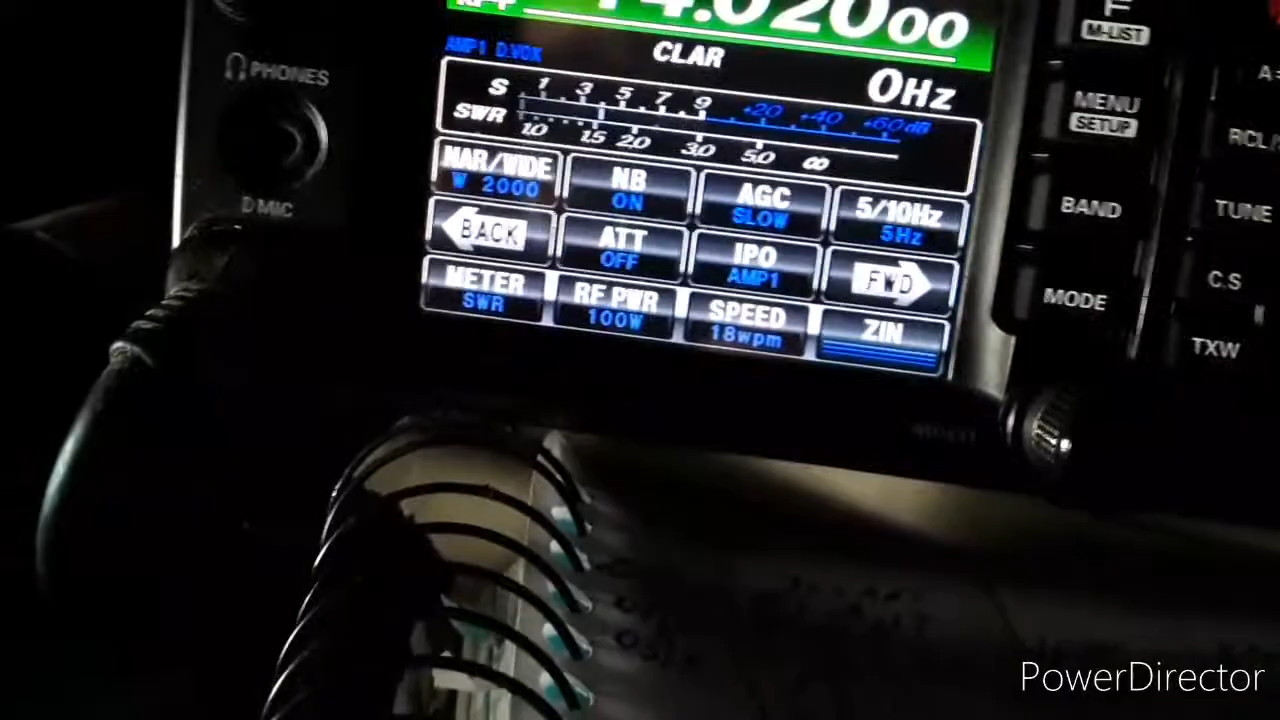 14.02000
M-LIST
AMP1 D.VOX
CLAR
0Hz
PHONES
S 1 3 5 7 9 +20 +40 +60dB
SWR 1.0 1.5 2.0 3.0 5.0 ∞
MENU
SETUP
NAR/WIDE NB AGC 5/10Hz
W 2000 ON SLOW 5Hz
D MIC
BAND
TUNE
BACK ATT IPO FWD
OFF AMP1
METER RF PWR SPEED ZIN
SWR 100W 18wpm
MODE
C.S
TXW
PowerDirector